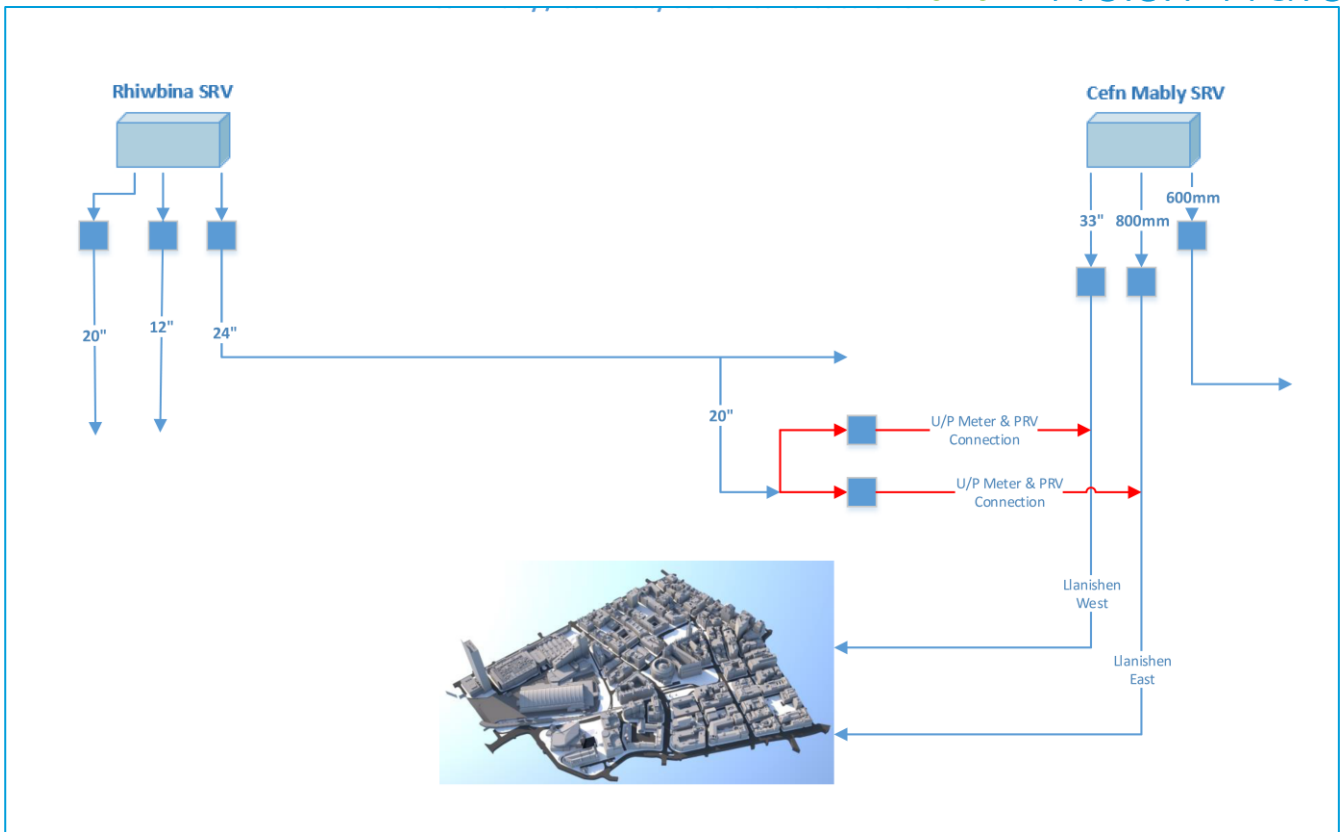 Rhiwbina SRV
Cefn Mably SRV
600mm
33"
800mm
20"
12"
24"
20"
U/P Meter & PRV
Connection
U/P Meter & PRV
Connection
Llanishen
West
Llanishen
East